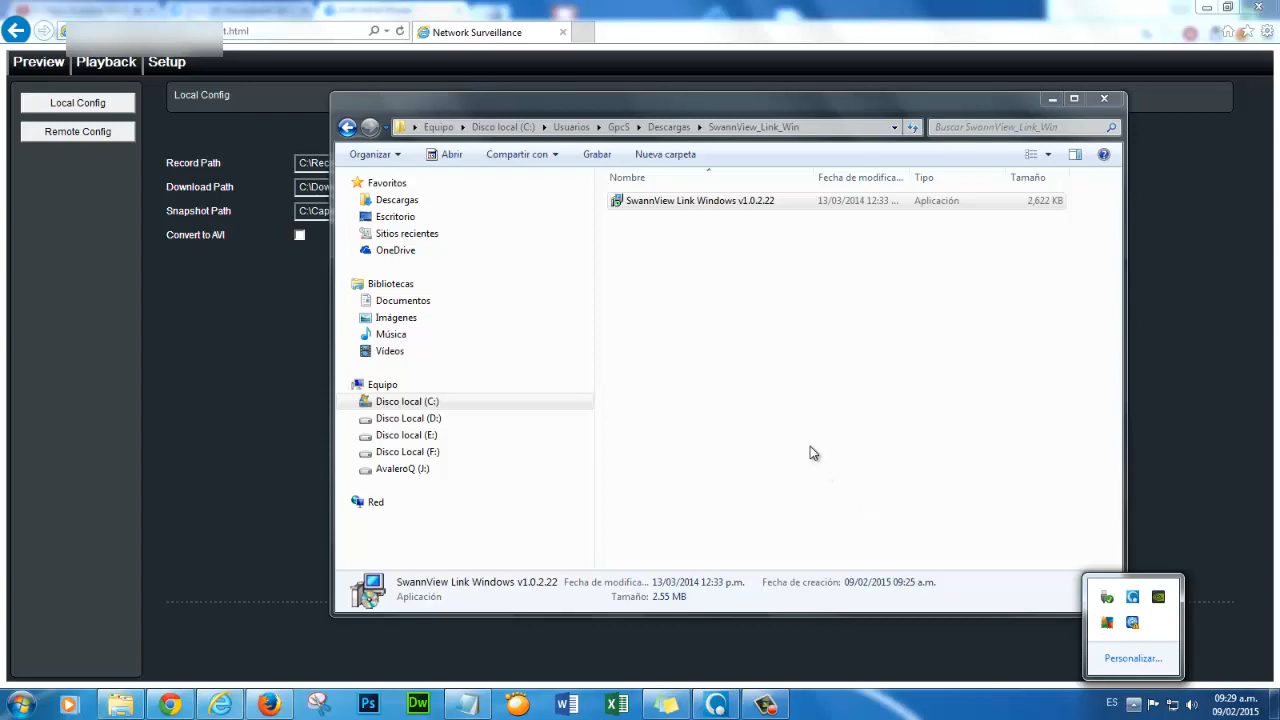 t.html
Network Surveillance
Preview
Playback
Setup
Local Config
Remote Config
Local Config
Record Path
C:\Rec
Download Path
C:\Dow
Snapshot Path
C:\Cap
Convert to AVI
Equipo
Disco local (C:)
Usuarios
GpcS
Descargas
SwannView_Link_Win
Buscar SwannView_Link_Win
Organizar
Abrir
Compartir con
Grabar
Nueva carpeta
Nombre
Fecha de modifica...
Tipo
Tamaño
SwannView Link Windows v1.0.2.22
13/03/2014 12:33 ...
Aplicación
2,622 KB
Favoritos
Descargas
Escritorio
Sitios recientes
OneDrive
Bibliotecas
Documentos
Imágenes
Música
Vídeos
Equipo
Disco local (C:)
Disco Local (D:)
Disco local (E:)
Disco Local (F:)
AvaleroQ (J:)
Red
SwannView Link Windows v1.0.2.22
Fecha de modifica... 13/03/2014 12:33 p.m.
Fecha de creación: 09/02/2015 09:25 a.m.
Aplicación
Tamaño: 2.55 MB
Personalizar...
Ps
Dw
ES
09:29 a.m.
09/02/2015